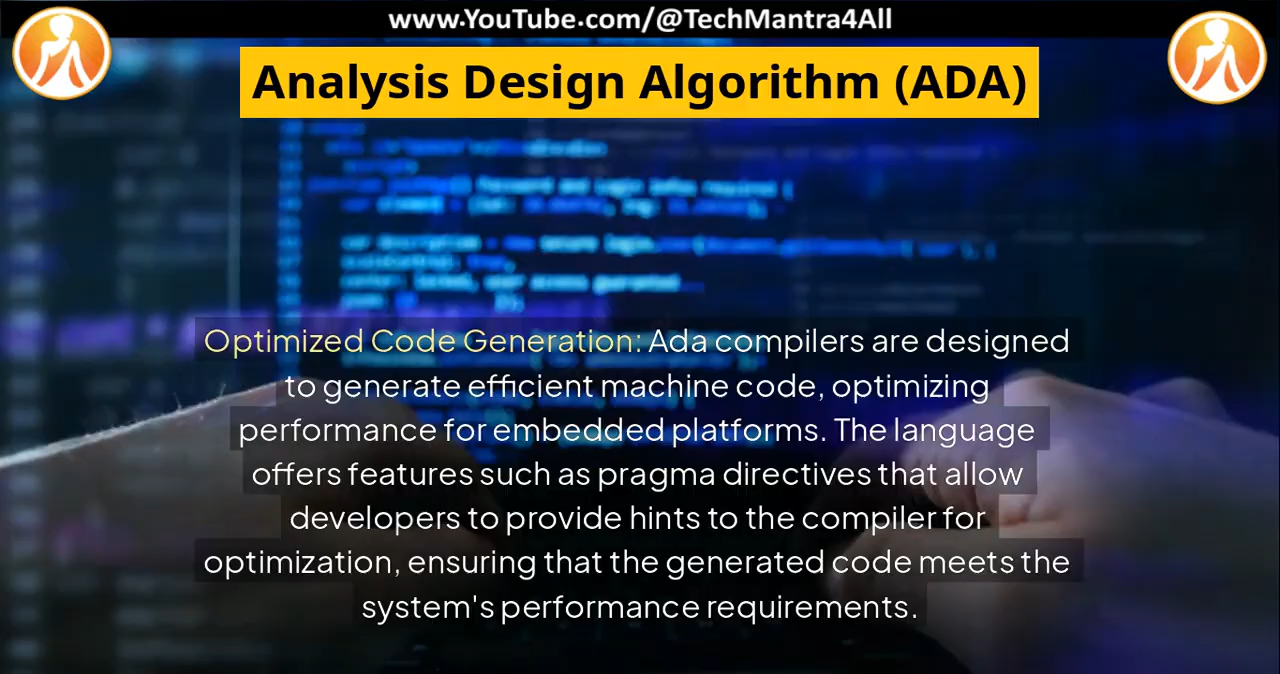 www.YouTube.com/@TechMantra4All
Analysis Design Algorithm (ADA)
Optimized Code Generation: Ada compilers are designed
to generate efficient machine code, optimizing
performance for embedded platforms. The language
offers features such as pragma directives that allow
developers to provide hints to the compiler for
optimization, ensuring that the generated code meets the
system's performance requirements.